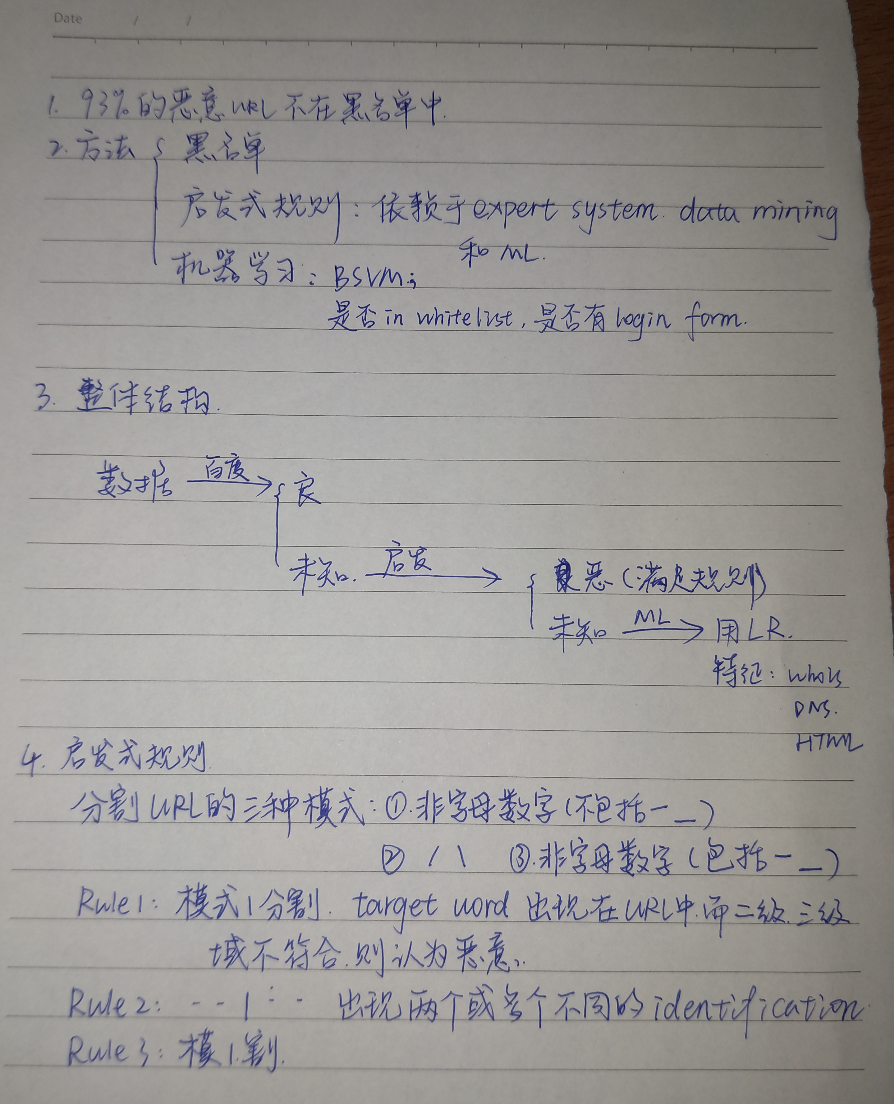 Date / /
1. 93%的恶意URL不在黑名单中.
2. 方法 { 黑名单
启发式规则: 依赖于expert system. data mining
和ML.
机器学习: BSVM;
是否in whitelist, 是否有login form.
3. 整体结构.
数据 百度→ { 良
未知. 启发→ { 恶(满足规则)
未知 ML→ 用LR.
特征: whois
DNS.
HTML
4. 启发式规则.
分割URL的三种模式: ①.非字母数字(不包括-_)
② / \ ③.非字母数字(包括-_)
Rule1: 模式1分割. target word 出现在URL中.而二级.三级
域不符合.则认为恶意.
Rule2: --1-- 出现两个或多个不同的identification.
Rule3: 模1.割.